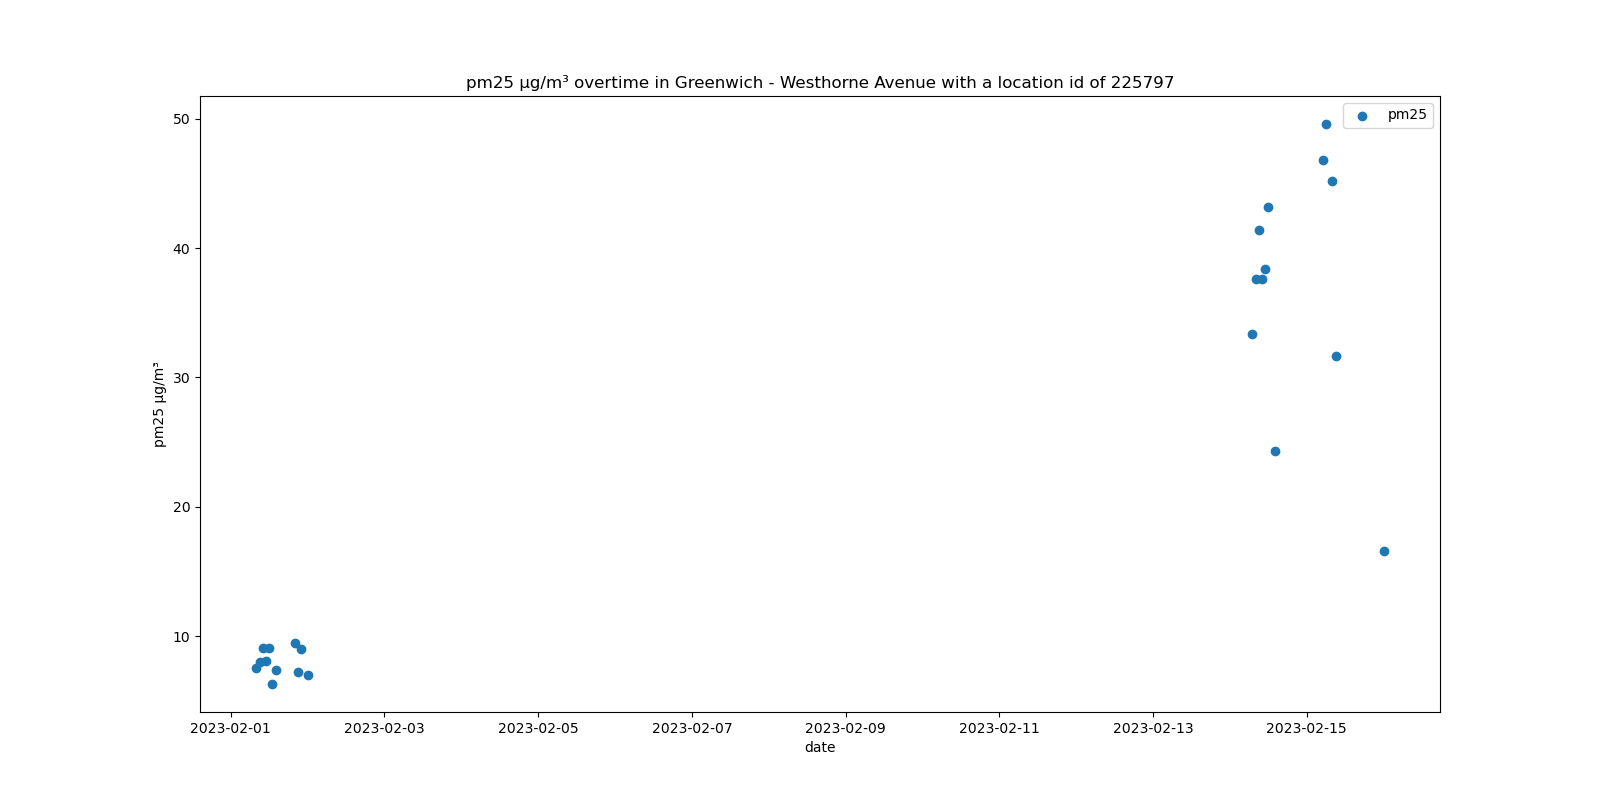 pm25 µg/m³ overtime in Greenwich - Westhorne Avenue with a location id of 225797
pm25
50
40
30
20
10
pm25 µg/m³
2023-02-01 2023-02-03 2023-02-05 2023-02-07 2023-02-09 2023-02-11 2023-02-13 2023-02-15
date